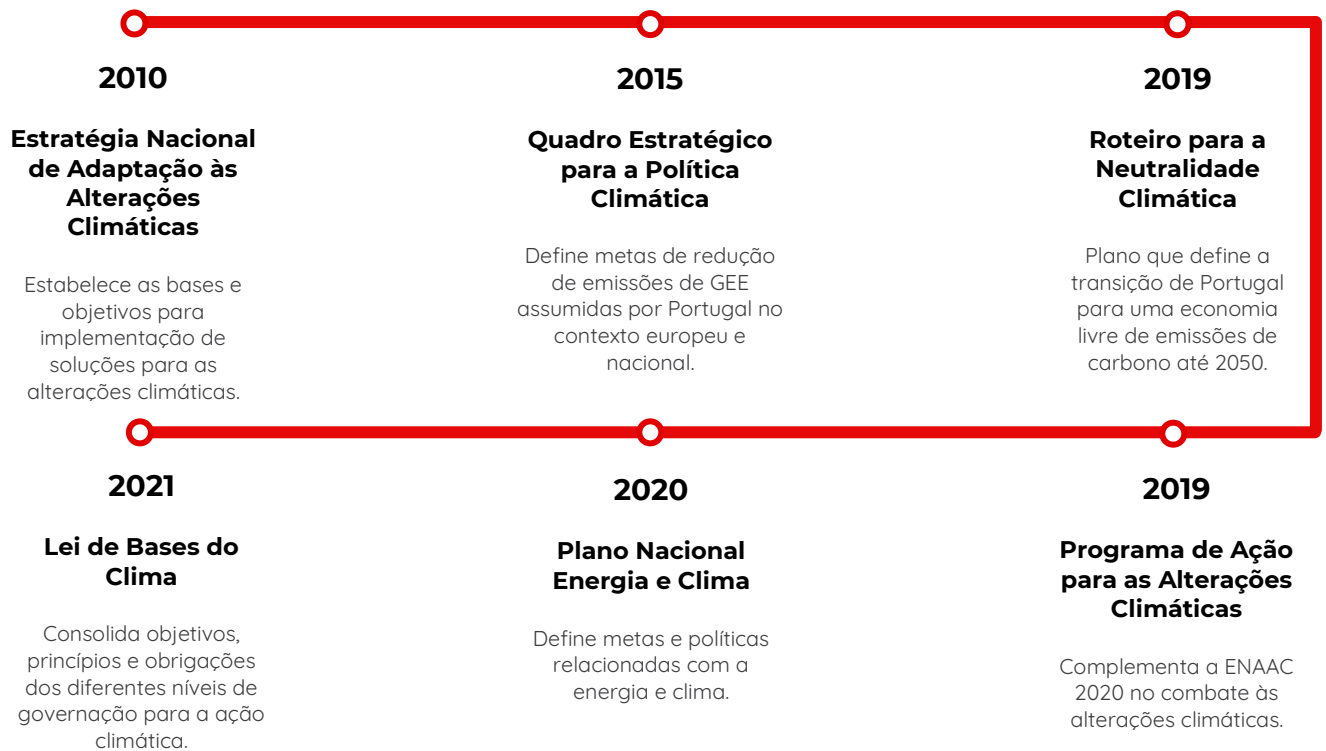 2010
Estratégia Nacional
de Adaptação às
Alterações
Climáticas
Estabelece as bases e
objetivos para
implementação de
soluções para as
alterações climáticas.
2015
Quadro Estratégico
para a Política
Climática
Define metas de redução
de emissões de GEE
assumidas por Portugal no
contexto europeu e
nacional.
2019
Roteiro para a
Neutralidade
Climática
Plano que define a
transição de Portugal
para uma economia
livre de emissões de
carbono até 2050.
2021
Lei de Bases do
Clima
Consolida objetivos,
princípios e obrigações
dos diferentes níveis de
governação para a ação
climática.
2020
Plano Nacional
Energia e Clima
Define metas e políticas
relacionadas com a
energia e clima.
2019
Programa de Ação
para as Alterações
Climáticas
Complementa a ENAAC
2020 no combate às
alterações climáticas.